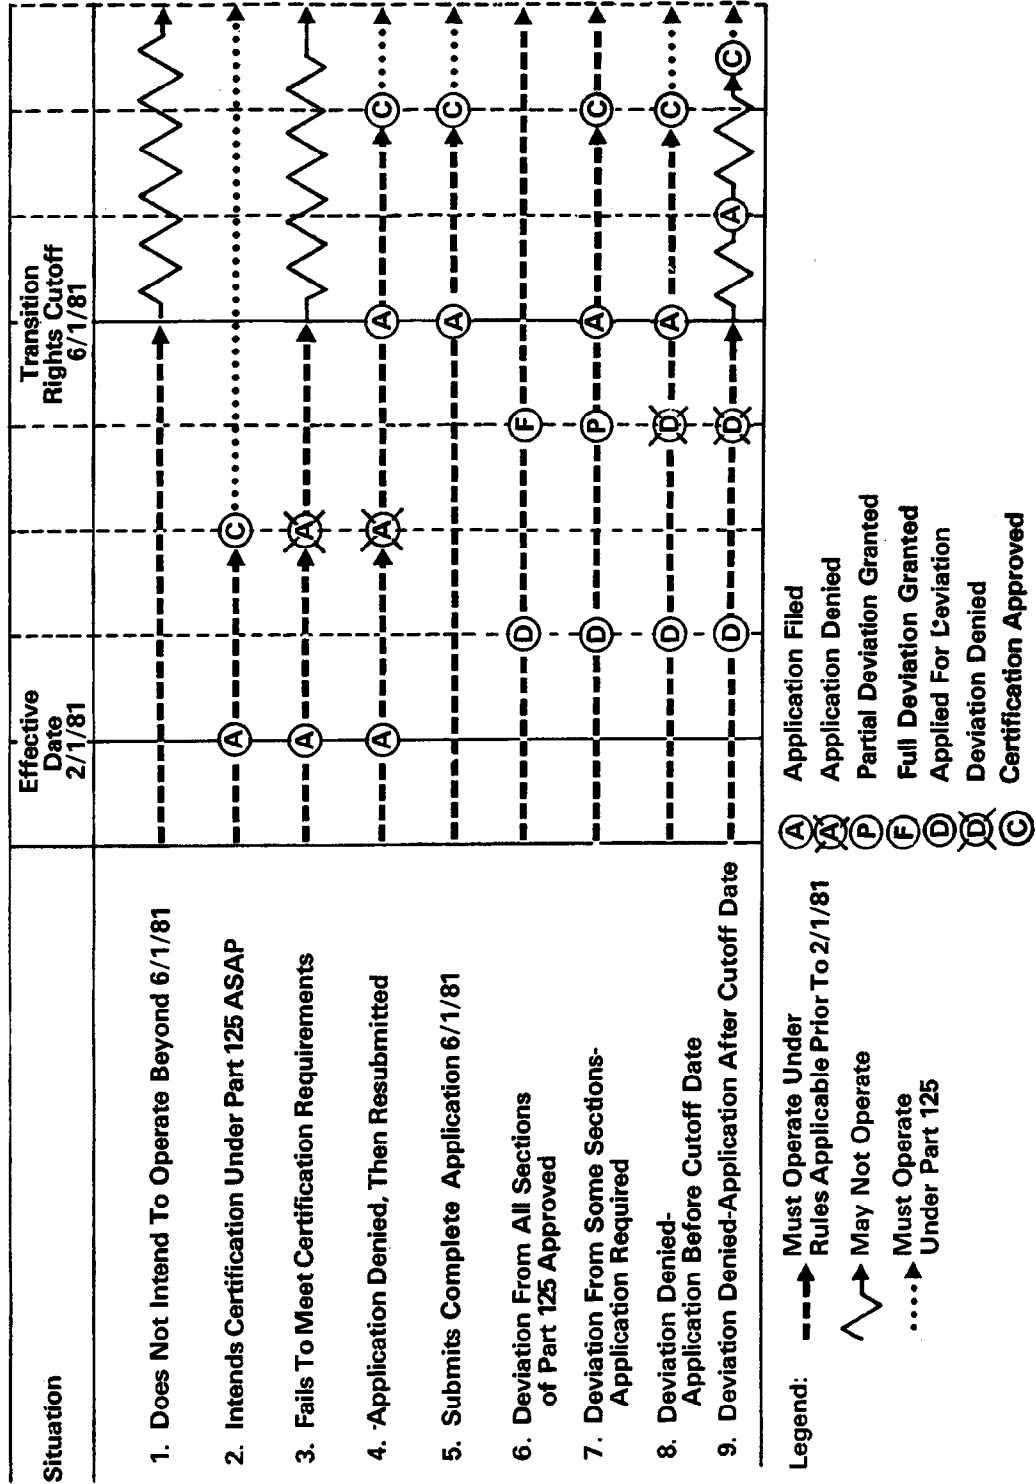 Situation
Effective
Date
2/1/81
Transition
Rights Cutoff
6/1/81
1. Does Not Intend To Operate Beyond 6/1/81
2. Intends Certification Under Part 125 ASAP
A
C
3. Fails To Meet Certification Requirements
A
A
4. Application Denied, Then Resubmitted
A
A
A
C
5. Submits Complete Application 6/1/81
A
C
6. Deviation From All Sections
of Part 125 Approved
D
F
7. Deviation From Some Sections-
Application Required
D
P
A
C
8. Deviation Denied-
Application Before Cutoff Date
D
D
A
C
9. Deviation Denied-Application After Cutoff Date
D
D
A
C
Legend:
Must Operate Under
Rules Applicable Prior To 2/1/81
May Not Operate
Must Operate
Under Part 125
A Application Filed
A Application Denied
P Partial Deviation Granted
F Full Deviation Granted
D Applied For Deviation
D Deviation Denied
C Certification Approved